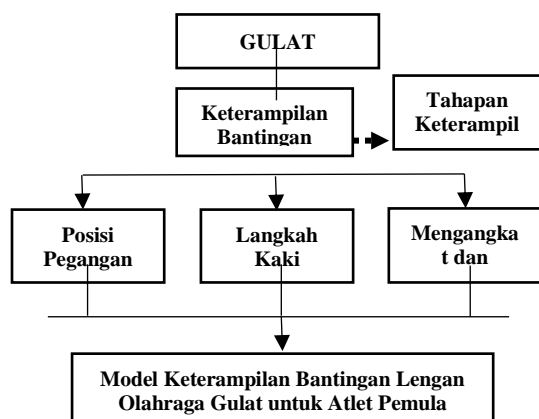 GULAT
Keterampilan
Bantingan
Tahapan
Keterampil
Posisi
Pegangan
Langkah
Kaki
Mengangka
t dan
Model Keterampilan Bantingan Lengan
Olahraga Gulat untuk Atlet Pemula